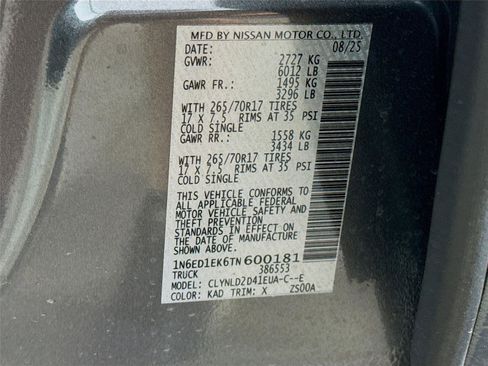 MFD BY NISSAN MOTOR CO., LTD.
DATE: 08/25
GVWR: 2727 KG
6012 LB
GAWR FR.: 1495 KG
3296 LB
WITH 265/70R17 TIRES
17 X 7.5 RIMS AT 35 PSI
COLD SINGLE
GAWR RR.: 1558 KG
3434 LB
WITH 265/70R17 TIRES
17 X 7.5 RIMS AT 35 PSI
COLD SINGLE
THIS VEHICLE CONFORMS TO
ALL APPLICABLE FEDERAL
MOTOR VEHICLE SAFETY AND
THEFT PREVENTION
STANDARDS IN EFFECT ON
THE DATE OF MANUFACTURE
SHOWN ABOVE.
1N6ED1EK6TN600181
TRUCK 386553
MODEL: CLYNLD2D41EUA-C--E
COLOR: KAD TRIM: X ZS00A